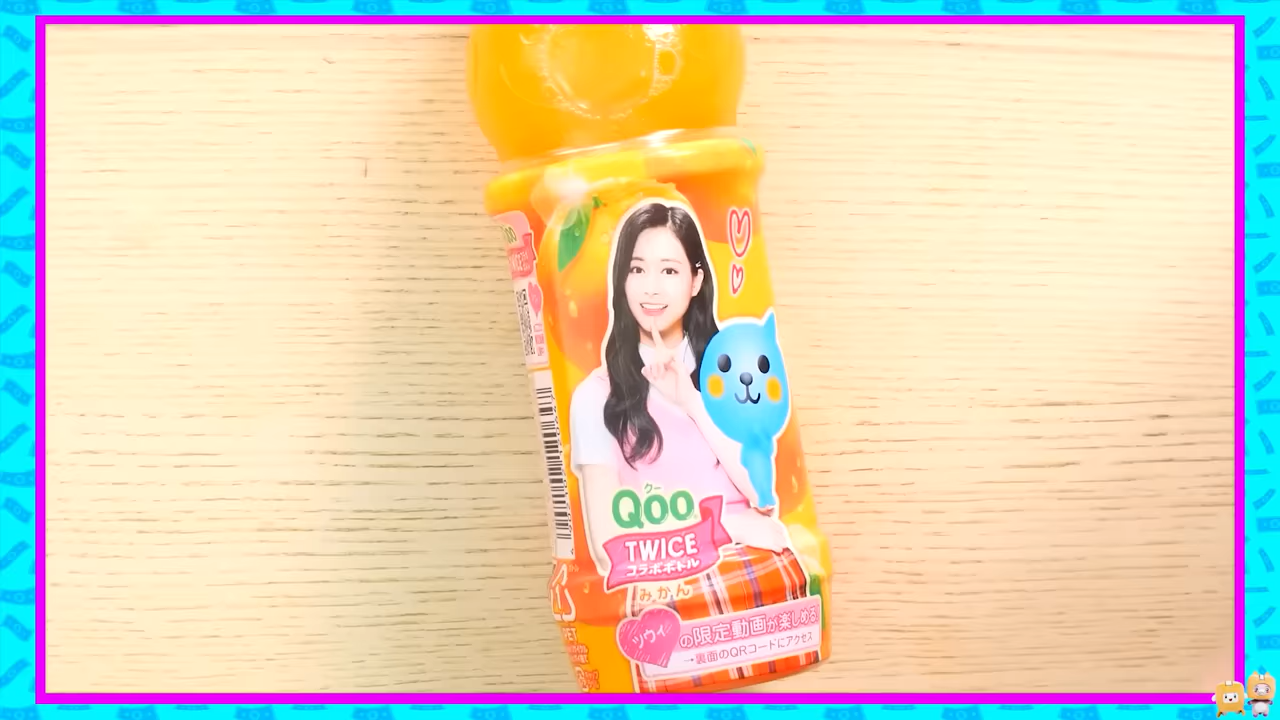 クー
Qoo
TWICE
コラボボトル
みかん
ツウィ の限定動画が楽しめる!
→裏面のQRコードにアクセス